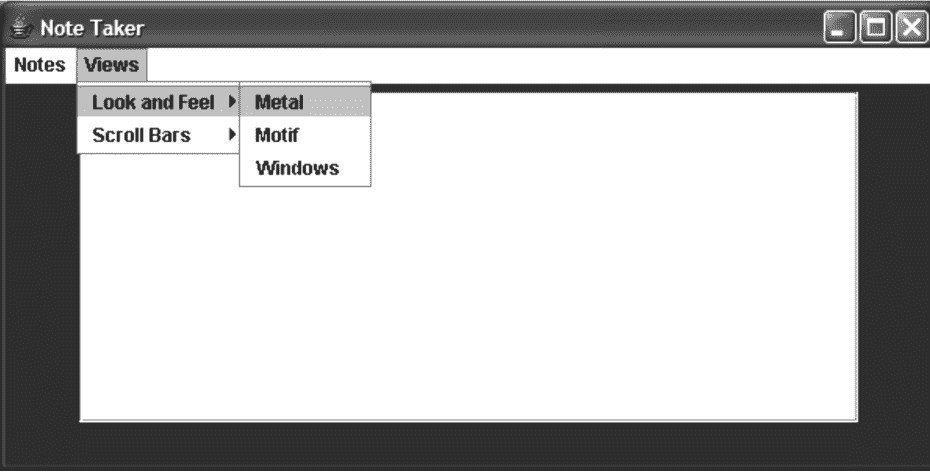 Note Taker
Notes Views
Look and Feel Metal
Scroll Bars Motif
Windows